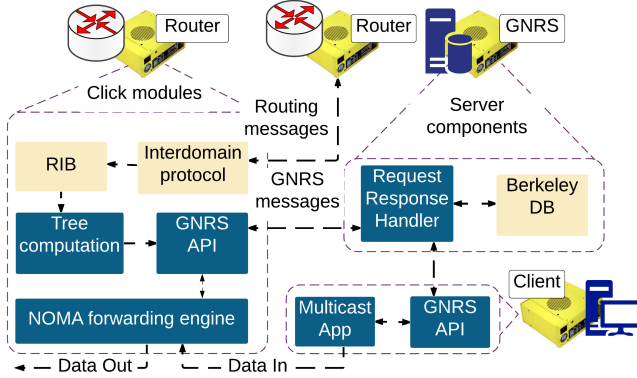 Router
Router
GNRS
Click modules
Routing
messages
Server
components
RIB
Interdomain
protocol
GNRS
messages
Request
Response
Handler
Berkeley
DB
Tree
computation
GNRS
API
NOMA forwarding engine
Multicast
App
GNRS
API
Client
Data Out
Data In